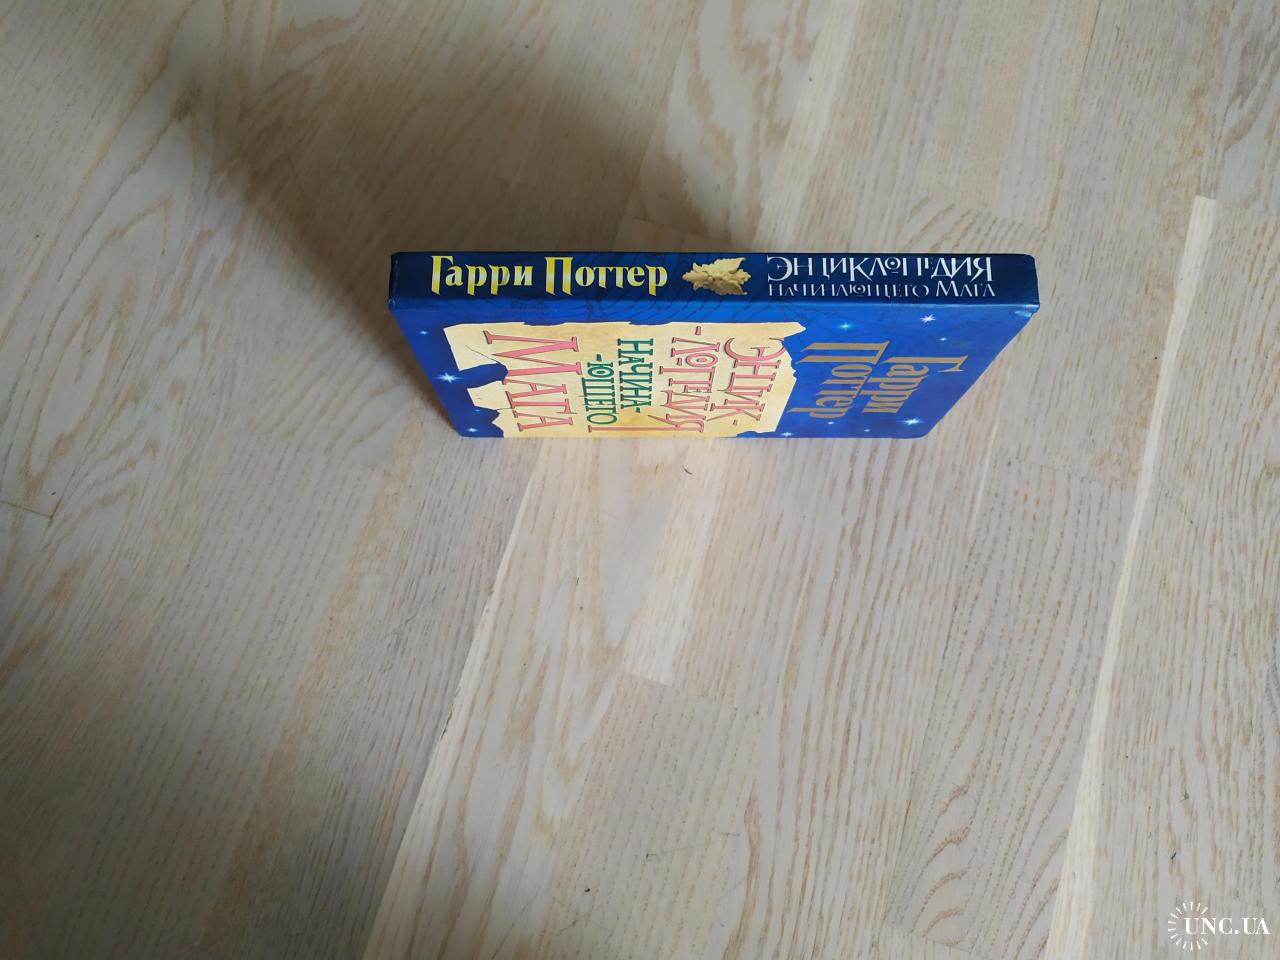 Гарри Поттер
ЭНЦИКЛОПЕДИЯ
НАЧИНАЮЩЕГО МАГА
Гарри
Поттер
ЭНЦИК-
-ЛОПЕДИЯ
НАЧИНА-
-ЮЩЕГО
МАГА
UNC.UA